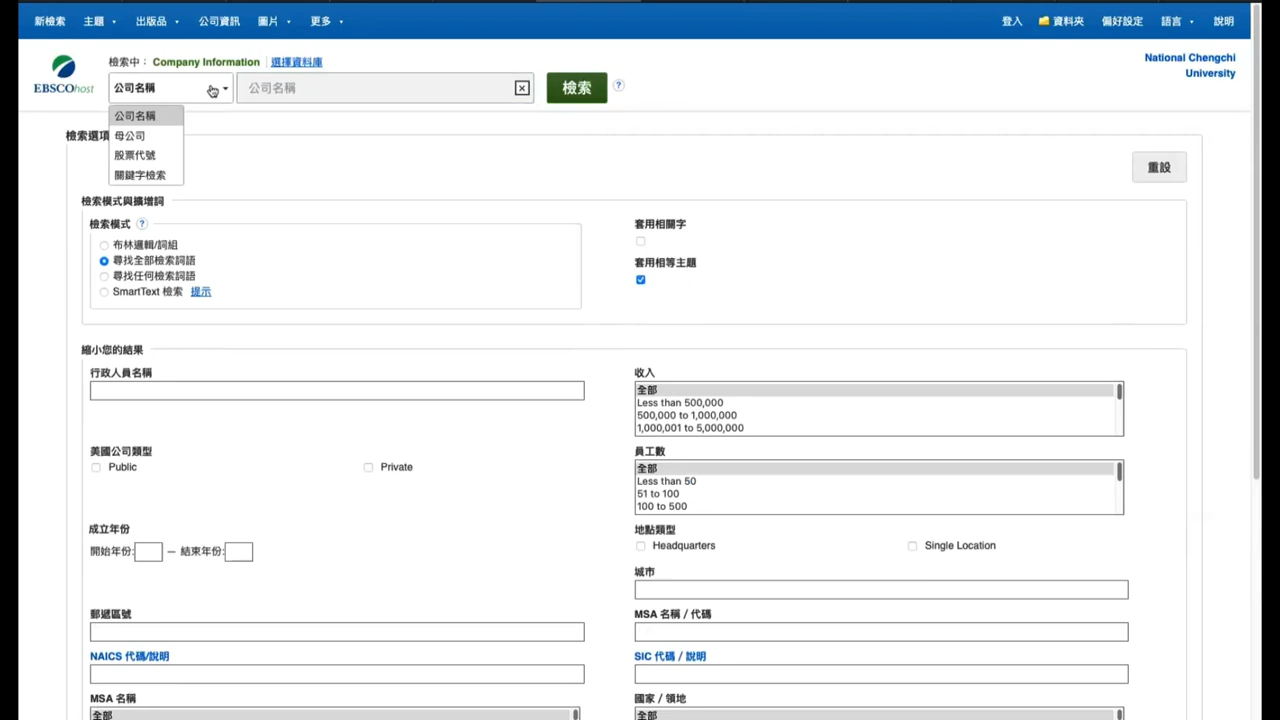 新檢索 主題 出版品 公司資訊 圖片 更多 登入 資料夾 偏好設定 語言 說明
檢索中： Company Information 選擇資料庫
National Chengchi
University
EBSCOhost
公司名稱 公司名稱 檢索 ?
公司名稱
母公司
股票代號
關鍵字檢索
檢索選項
重設
檢索模式與擴增詞
檢索模式 ?
布林邏輯/詞組
尋找全部檢索詞語
尋找任何檢索詞語
SmartText 檢索 提示
套用相關字
套用相等主題
縮小您的結果
行政人員名稱
收入
全部
Less than 500,000
500,000 to 1,000,000
1,000,001 to 5,000,000
美國公司類型
Public Private
員工數
全部
Less than 50
51 to 100
100 to 500
成立年份
開始年份: — 結束年份:
地點類型
Headquarters Single Location
城市
郵遞區號
MSA 名稱 / 代碼
NAICS 代碼/說明
SIC 代碼 / 說明
MSA 名稱
全部
國家 / 領地
全部